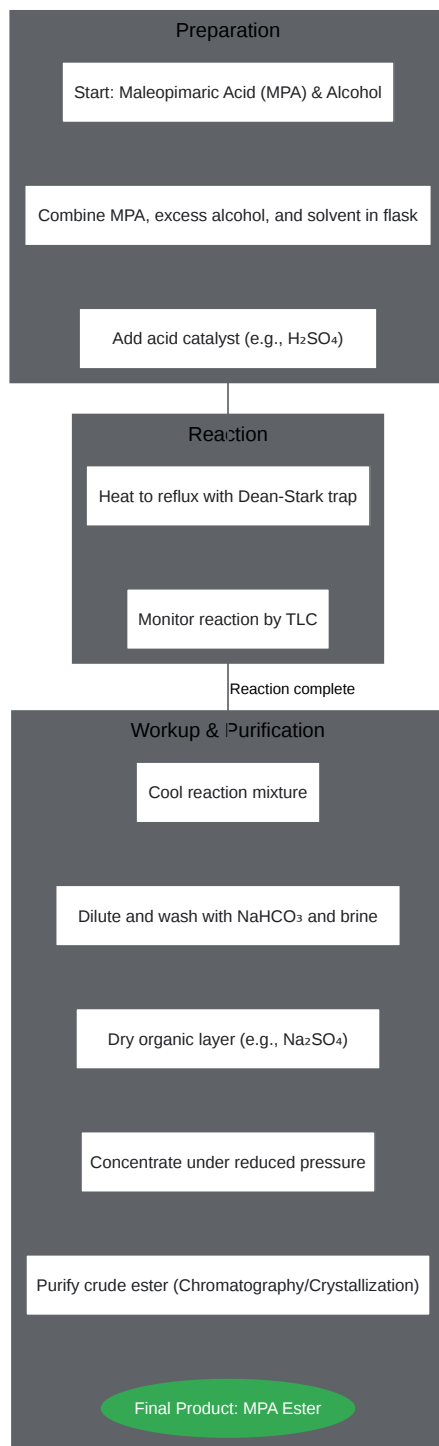 Preparation
Start: Maleopimaric Acid (MPA) & Alcohol
Combine MPA, excess alcohol, and solvent in flask
Add acid catalyst (e.g., H₂SO₄)
Reaction
Heat to reflux with Dean-Stark trap
Monitor reaction by TLC
Reaction complete
Workup & Purification
Cool reaction mixture
Dilute and wash with NaHCO₃ and brine
Dry organic layer (e.g., Na₂SO₄)
Concentrate under reduced pressure
Purify crude ester (Chromatography/Crystallization)
Final Product: MPA Ester